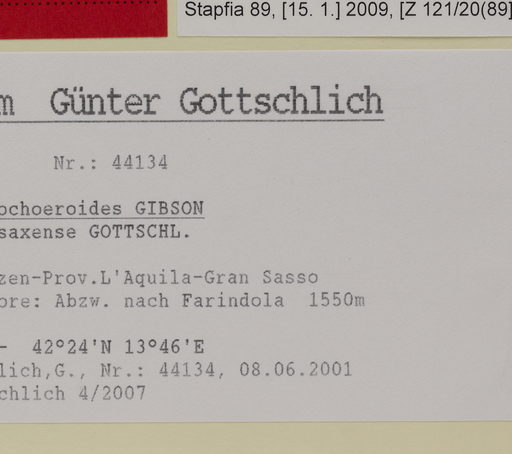 Stapfia 89, [15. 1.] 2009, [Z 121/20(89]
m Günter Gottschlich
Nr.: 44134
ochoeroides GIBSON
saxense GOTTSCHL.
zen-Prov.L'Aquila-Gran Sasso
ore: Abzw. nach Farindola 1550m
- 42°24'N 13°46'E
lich,G., Nr.: 44134, 08.06.2001
chlich 4/2007